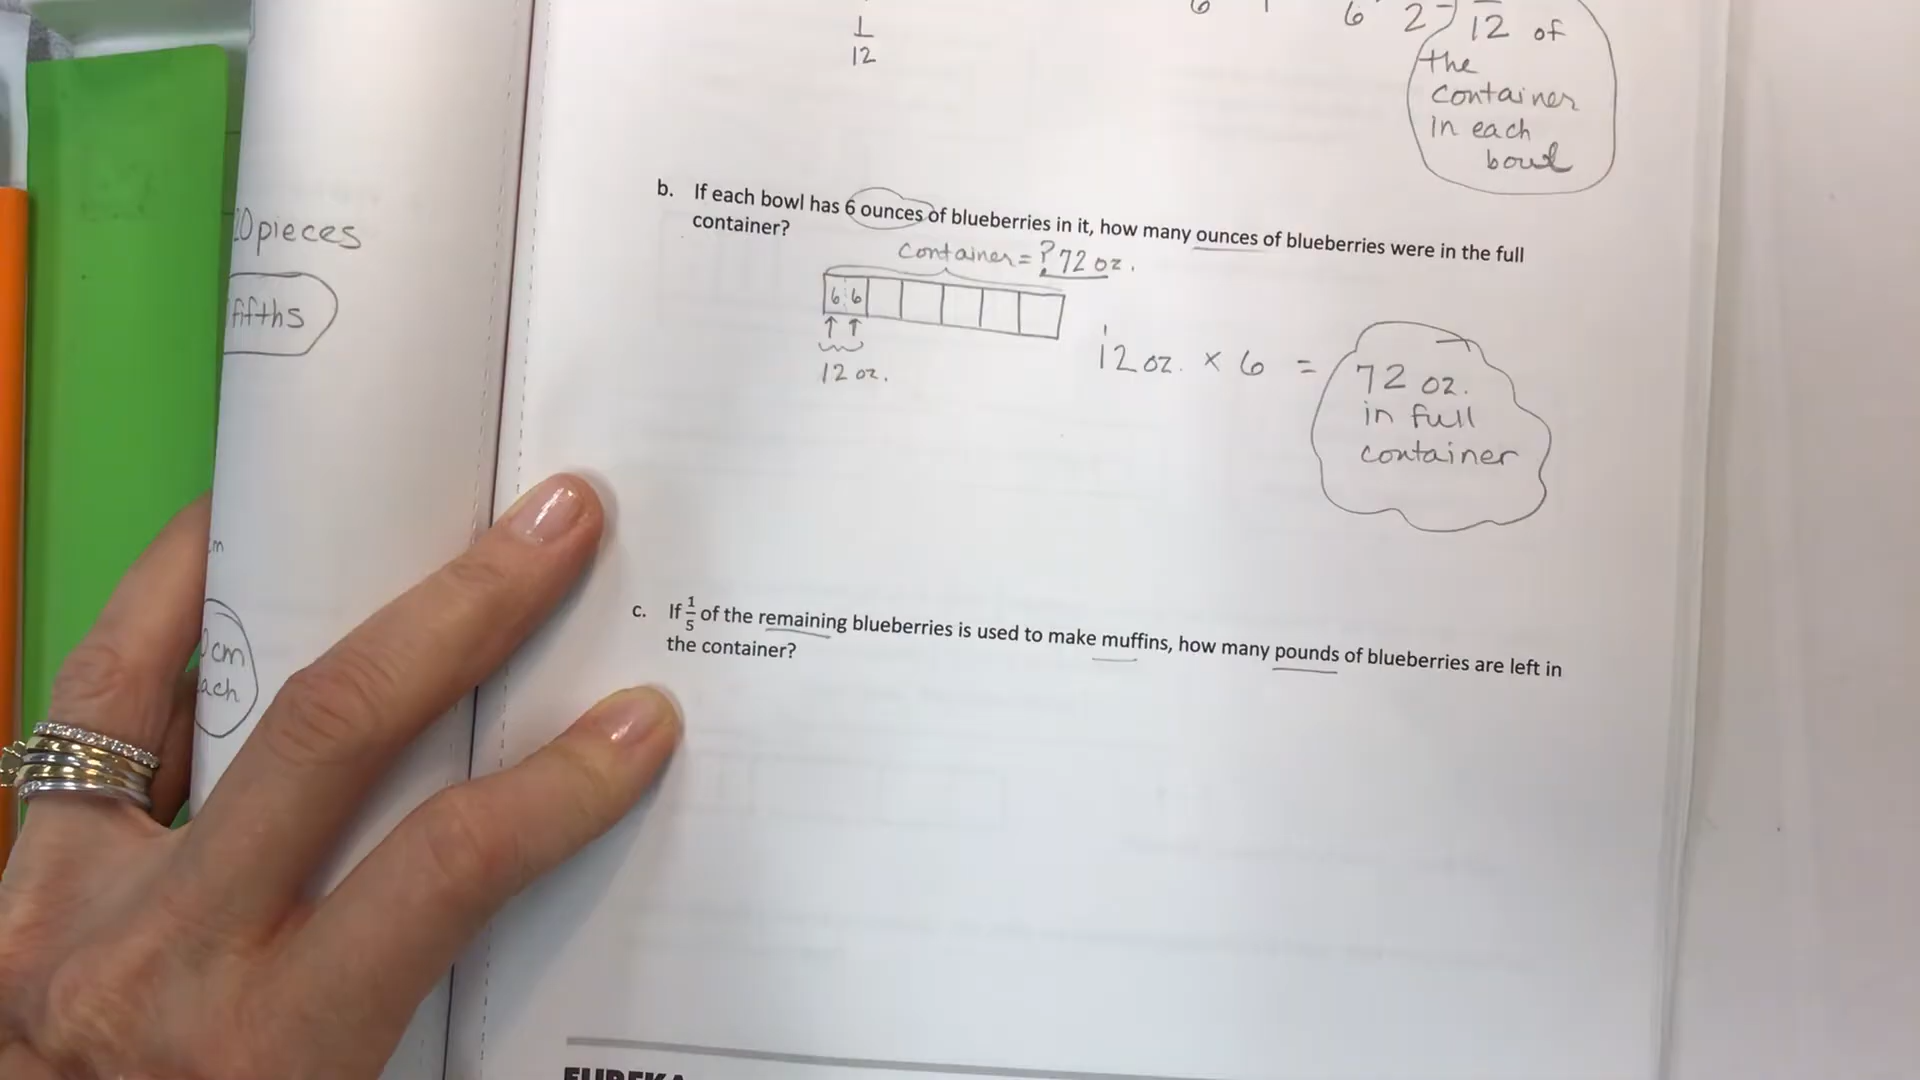 1
12
12 of
the
container
in each
bowl
pieces
fifths
cm
ach
b. If each bowl has 6 ounces of blueberries in it, how many ounces of blueberries were in the full
container?
container = ? 72 oz.
6 6
12 oz.
12 oz. × 6 = 72 oz.
in full
container
c. If 1/5 of the remaining blueberries is used to make muffins, how many pounds of blueberries are left in
the container?